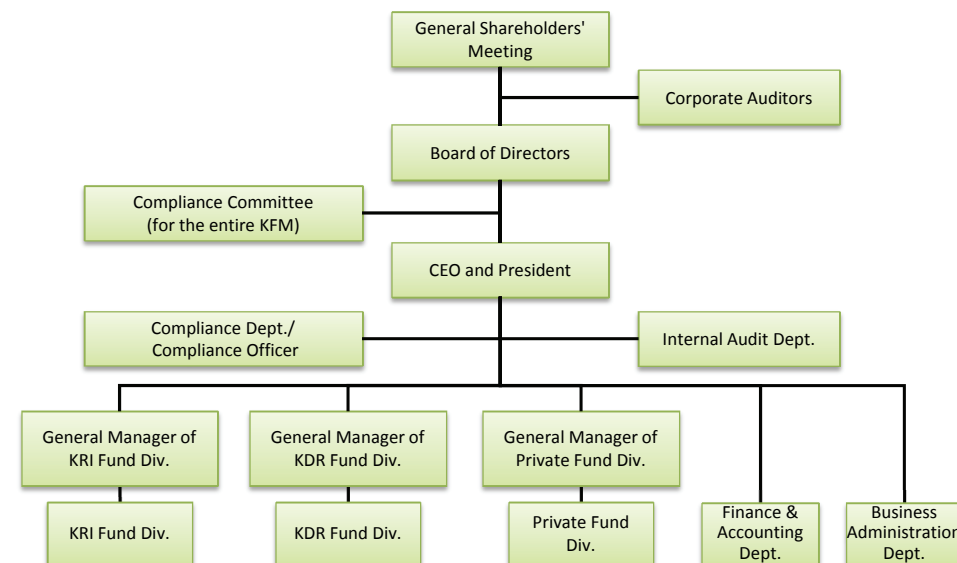 General Shareholders'
Meeting
Corporate Auditors
Board of Directors
Compliance Committee
(for the entire KFM)
CEO and President
Compliance Dept./
Compliance Officer
Internal Audit Dept.
General Manager of
KRI Fund Div.
General Manager of
KDR Fund Div.
General Manager of
Private Fund Div.
KRI Fund Div.
KDR Fund Div.
Private Fund
Div.
Finance &
Accounting
Dept.
Business
Administration
Dept.